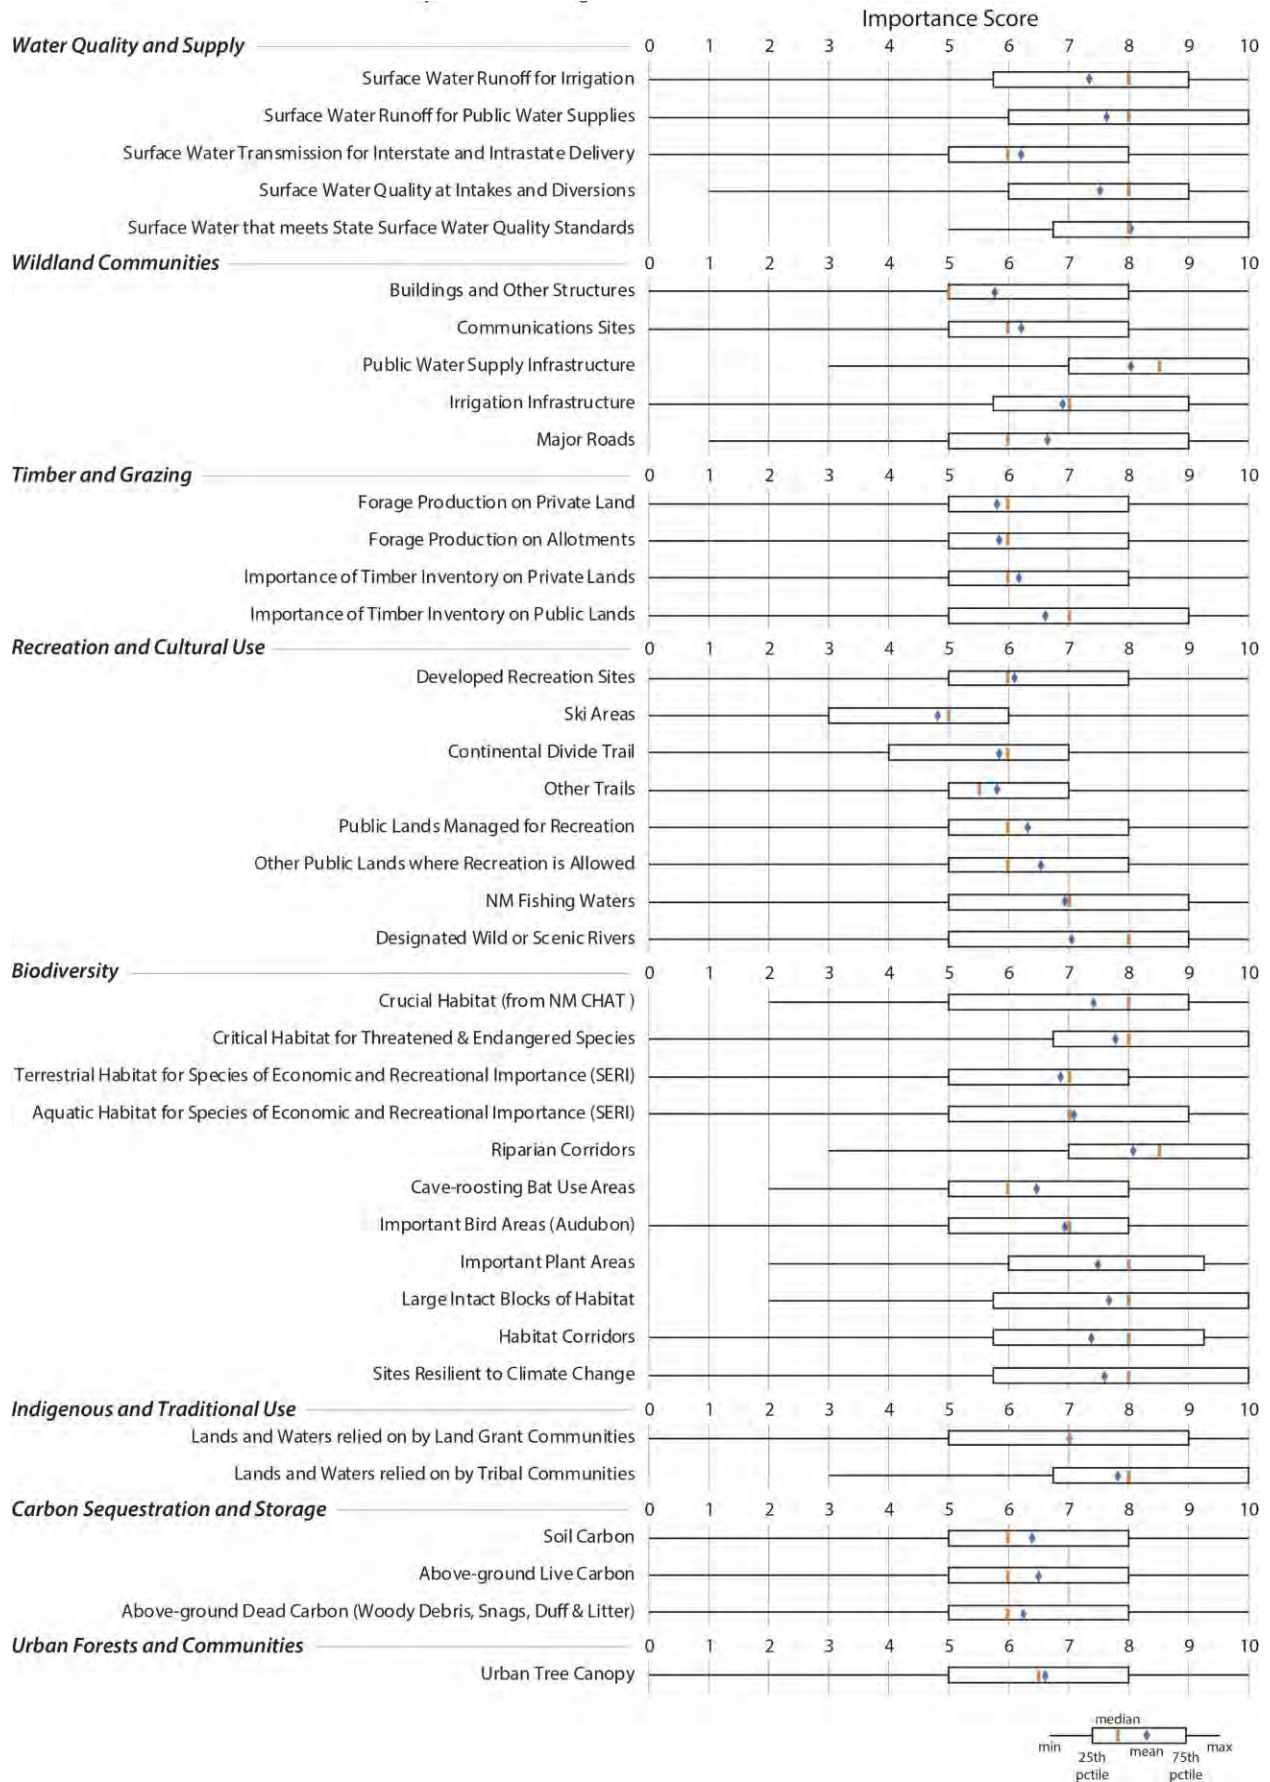 Importance Score
Water Quality and Supply 0 1 2 3 4 5 6 7 8 9 10
Surface Water Runoff for Irrigation
Surface Water Runoff for Public Water Supplies
Surface Water Transmission for Interstate and Intrastate Delivery
Surface Water Quality at Intakes and Diversions
Surface Water that meets State Surface Water Quality Standards
Wildland Communities 0 1 2 3 4 5 6 7 8 9 10
Buildings and Other Structures
Communications Sites
Public Water Supply Infrastructure
Irrigation Infrastructure
Major Roads
Timber and Grazing 0 1 2 3 4 5 6 7 8 9 10
Forage Production on Private Land
Forage Production on Allotments
Importance of Timber Inventory on Private Lands
Importance of Timber Inventory on Public Lands
Recreation and Cultural Use 0 1 2 3 4 5 6 7 8 9 10
Developed Recreation Sites
Ski Areas
Continental Divide Trail
Other Trails
Public Lands Managed for Recreation
Other Public Lands where Recreation is Allowed
NM Fishing Waters
Designated Wild or Scenic Rivers
Biodiversity 0 1 2 3 4 5 6 7 8 9 10
Crucial Habitat (from NM CHAT )
Critical Habitat for Threatened & Endangered Species
Terrestrial Habitat for Species of Economic and Recreational Importance (SERI)
Aquatic Habitat for Species of Economic and Recreational Importance (SERI)
Riparian Corridors
Cave-roosting Bat Use Areas
Important Bird Areas (Audubon)
Important Plant Areas
Large Intact Blocks of Habitat
Habitat Corridors
Sites Resilient to Climate Change
Indigenous and Traditional Use 0 1 2 3 4 5 6 7 8 9 10
Lands and Waters relied on by Land Grant Communities
Lands and Waters relied on by Tribal Communities
Carbon Sequestration and Storage 0 1 2 3 4 5 6 7 8 9 10
Soil Carbon
Above-ground Live Carbon
Above-ground Dead Carbon (Woody Debris, Snags, Duff & Litter)
Urban Forests and Communities 0 1 2 3 4 5 6 7 8 9 10
Urban Tree Canopy
median
min 25th pctile mean 75th pctile max